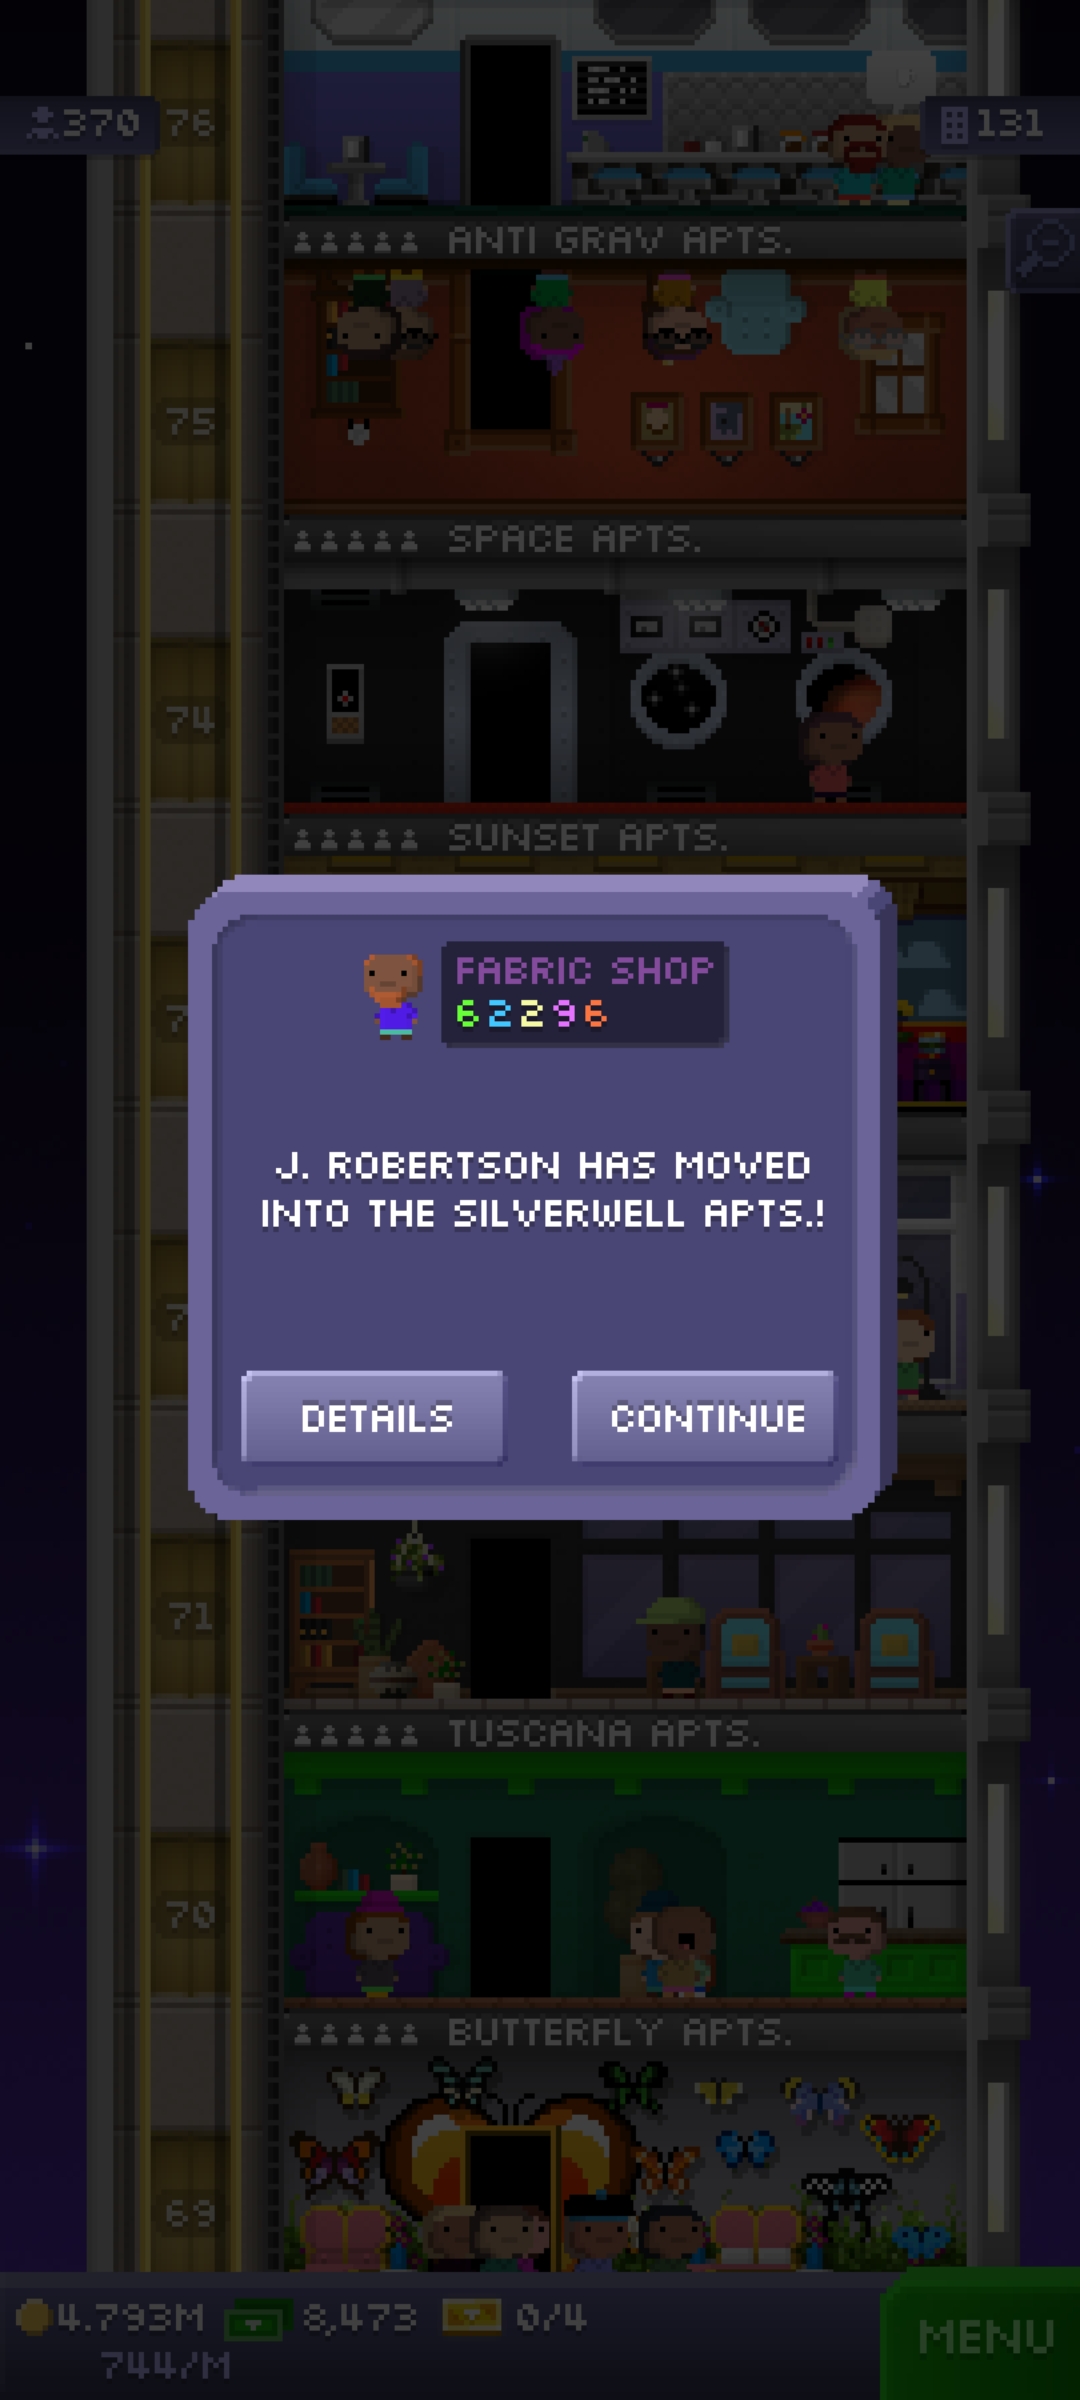 370
76
131
ANTI GRAV APTS.
75
SPACE APTS.
74
SUNSET APTS.
FABRIC SHOP
62296
J. ROBERTSON HAS MOVED
INTO THE SILVERWELL APTS.!
DETAILS
CONTINUE
71
TUSCANA APTS.
70
BUTTERFLY APTS.
69
4.793M
8,473
0/4
744/M
MENU